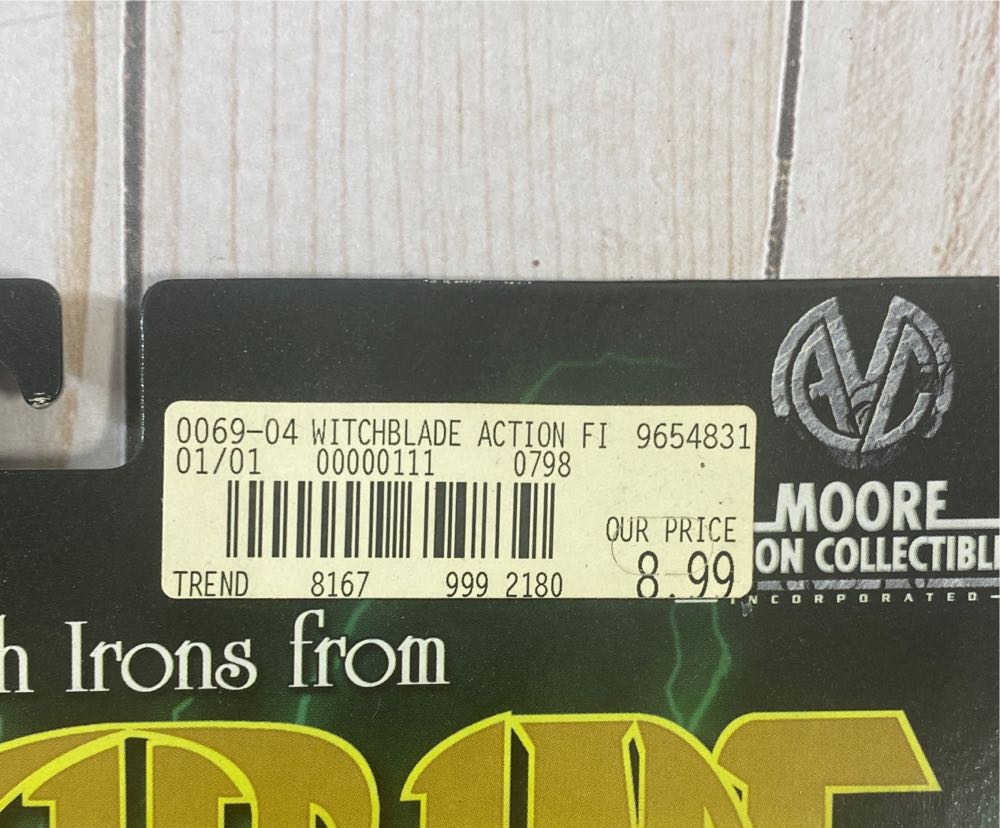 0069-04 WITCHBLADE ACTION FI 9654831
01/01 00000111 0798
OUR PRICE
8.99
TREND 8167 999 2180
MOORE
ON COLLECTIBL
INCORPORATED
h Irons from